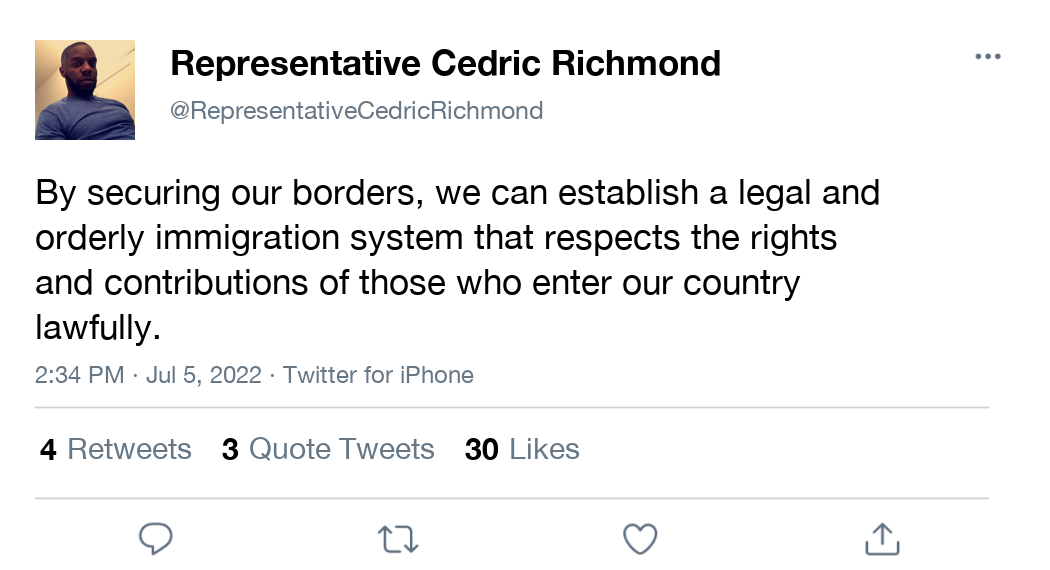 Representative Cedric Richmond
@RepresentativeCedricRichmond
By securing our borders, we can establish a legal and
orderly immigration system that respects the rights
and contributions of those who enter our country
lawfully.
2:34 PM · Jul 5, 2022 · Twitter for iPhone
4 Retweets 3 Quote Tweets 30 Likes